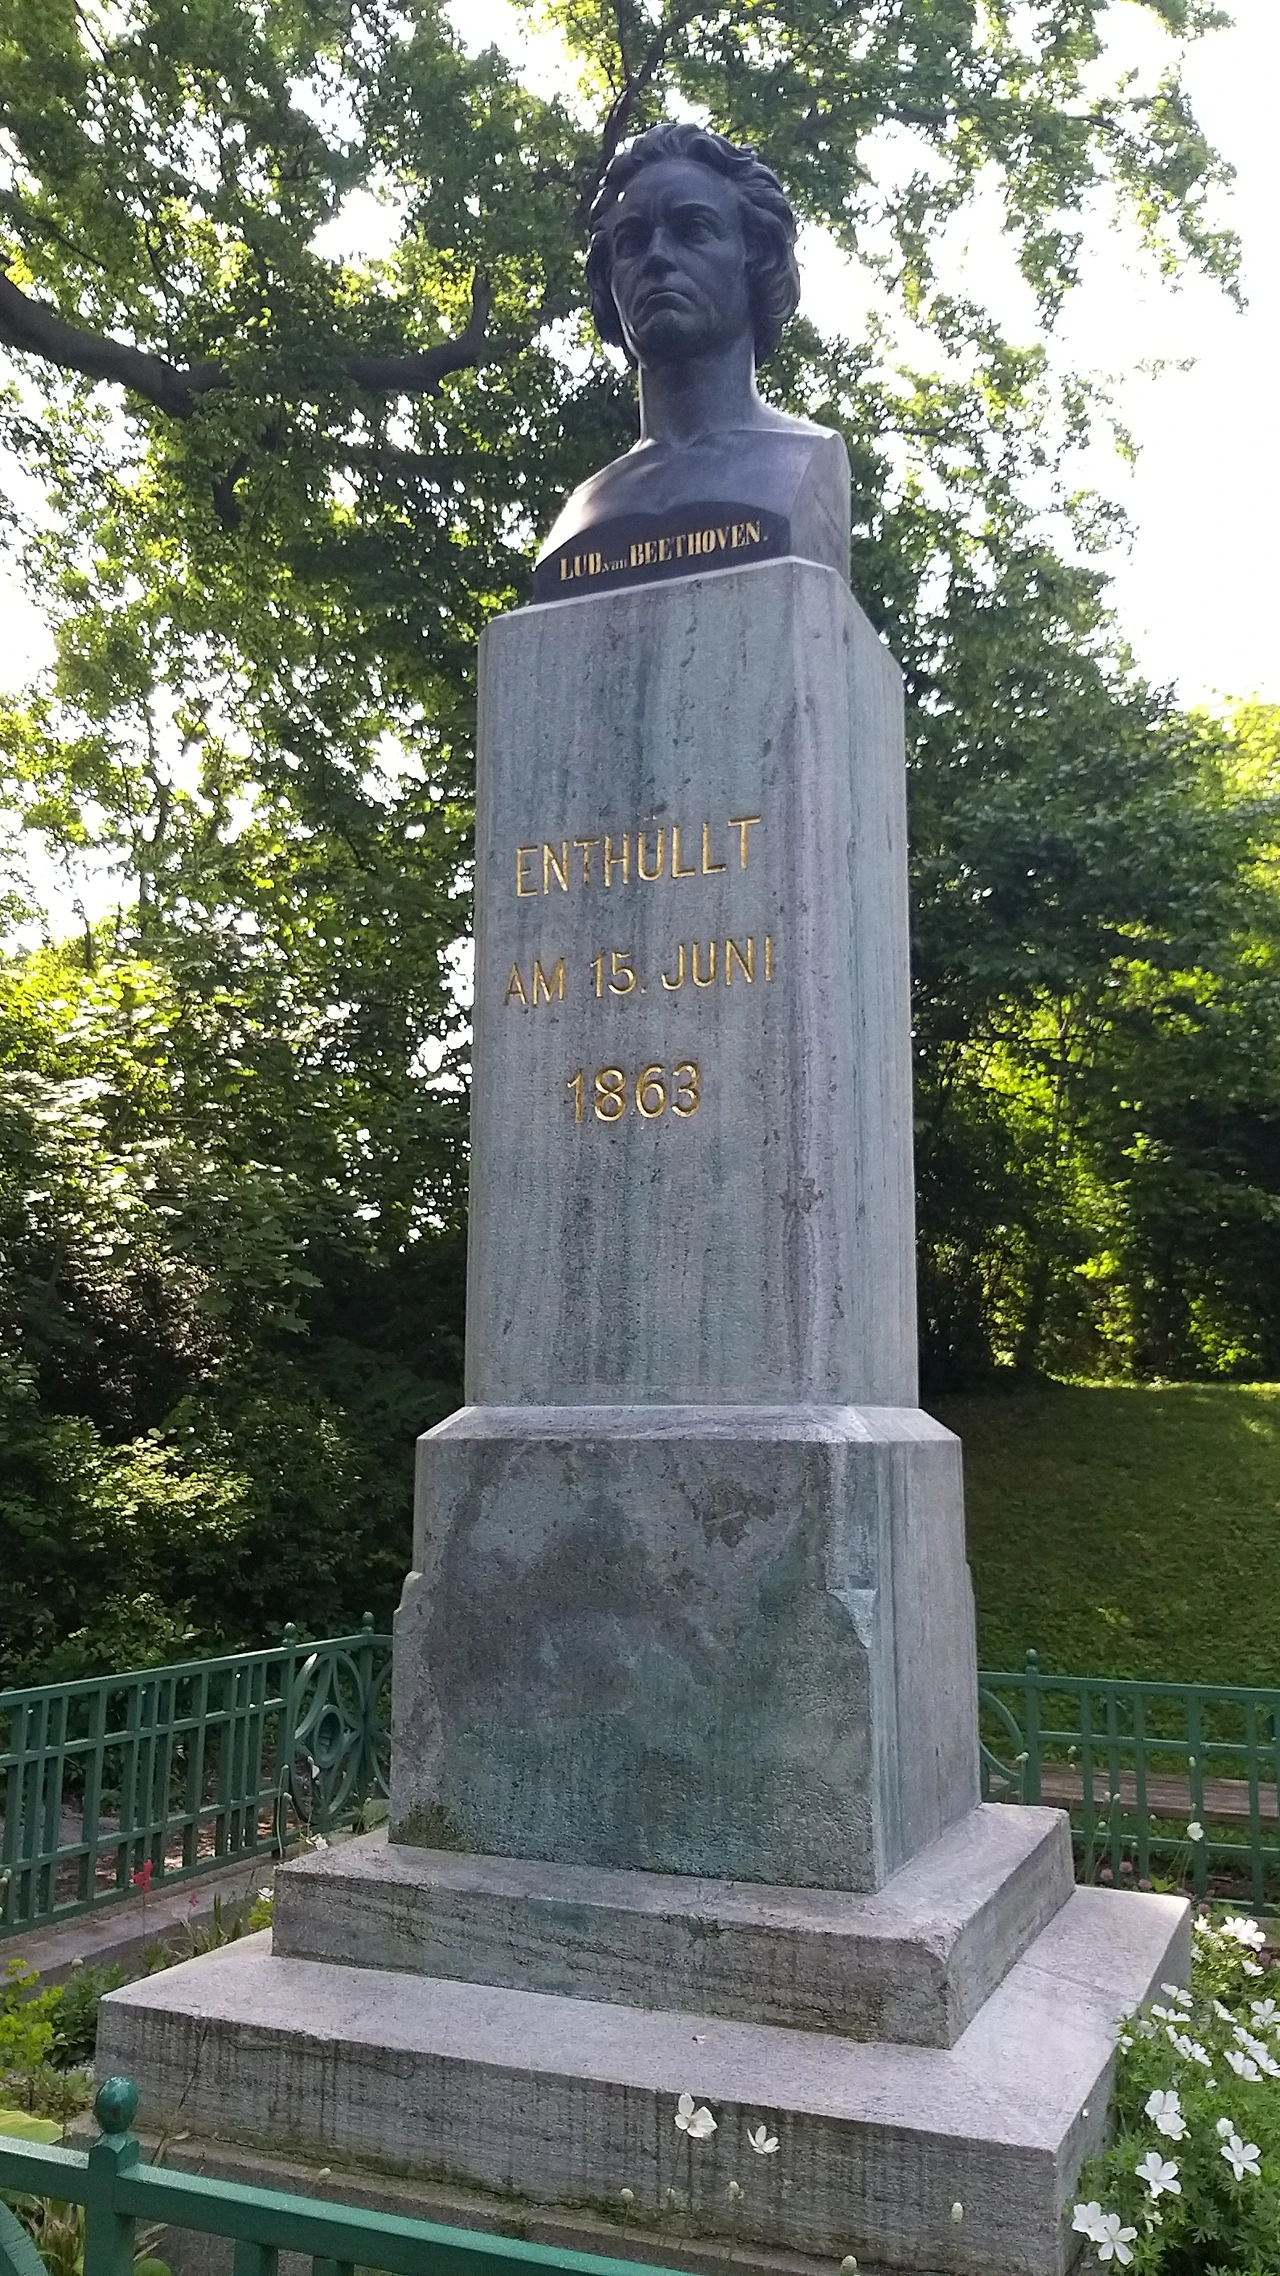 LUD. van BEETHOVEN.
ENTHÜLLT
AM 15. JUNI
1863